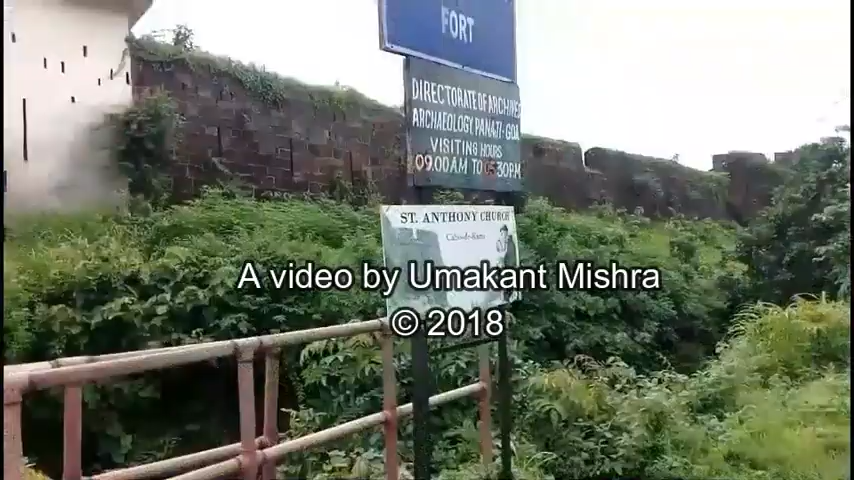 FORT
DIRECTORATE OF ARCHIVES
ARCHAEOLOGY PANAJI-GOA
VISITING HOURS
09.00AM TO 05.30PM
ST. ANTHONY CHURCH
A video by Umakant Mishra
© 2018